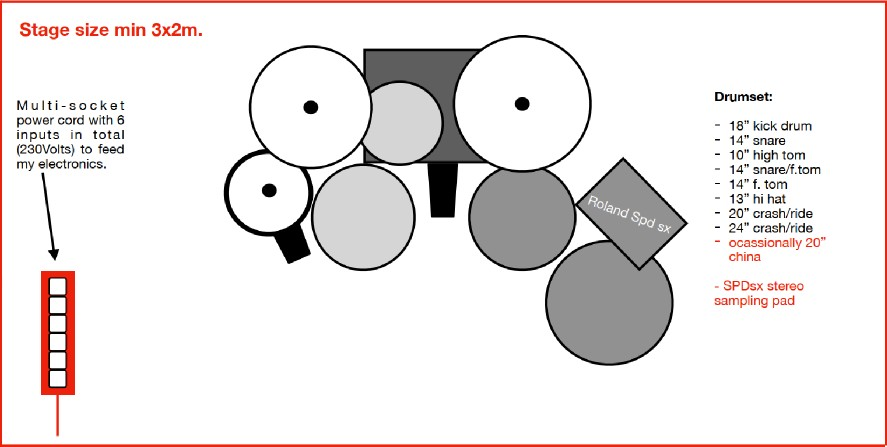 Stage size min 3x2m.
Multi-socket
power cord with 6
inputs in total
(230Volts) to feed
my electronics.
Roland Spd sx
Drumset:
- 18” kick drum
- 14” snare
- 10” high tom
- 14” snare/f.tom
- 14” f. tom
- 13” hi hat
- 20” crash/ride
- 24” crash/ride
- ocassionally 20”
china
- SPDsx stereo
sampling pad